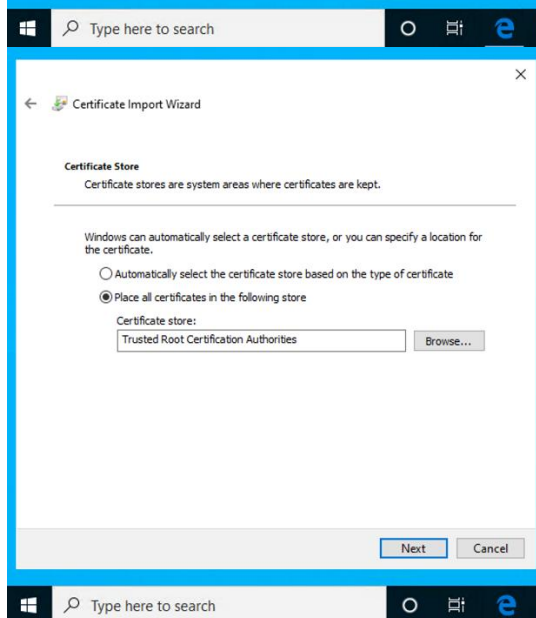 Type here to search
Certificate Import Wizard
Certificate Store
Certificate stores are system areas where certificates are kept.
Windows can automatically select a certificate store, or you can specify a location for
the certificate.
Automatically select the certificate store based on the type of certificate
Place all certificates in the following store
Certificate store:
Trusted Root Certification Authorities
Browse...
Next
Cancel
Type here to search